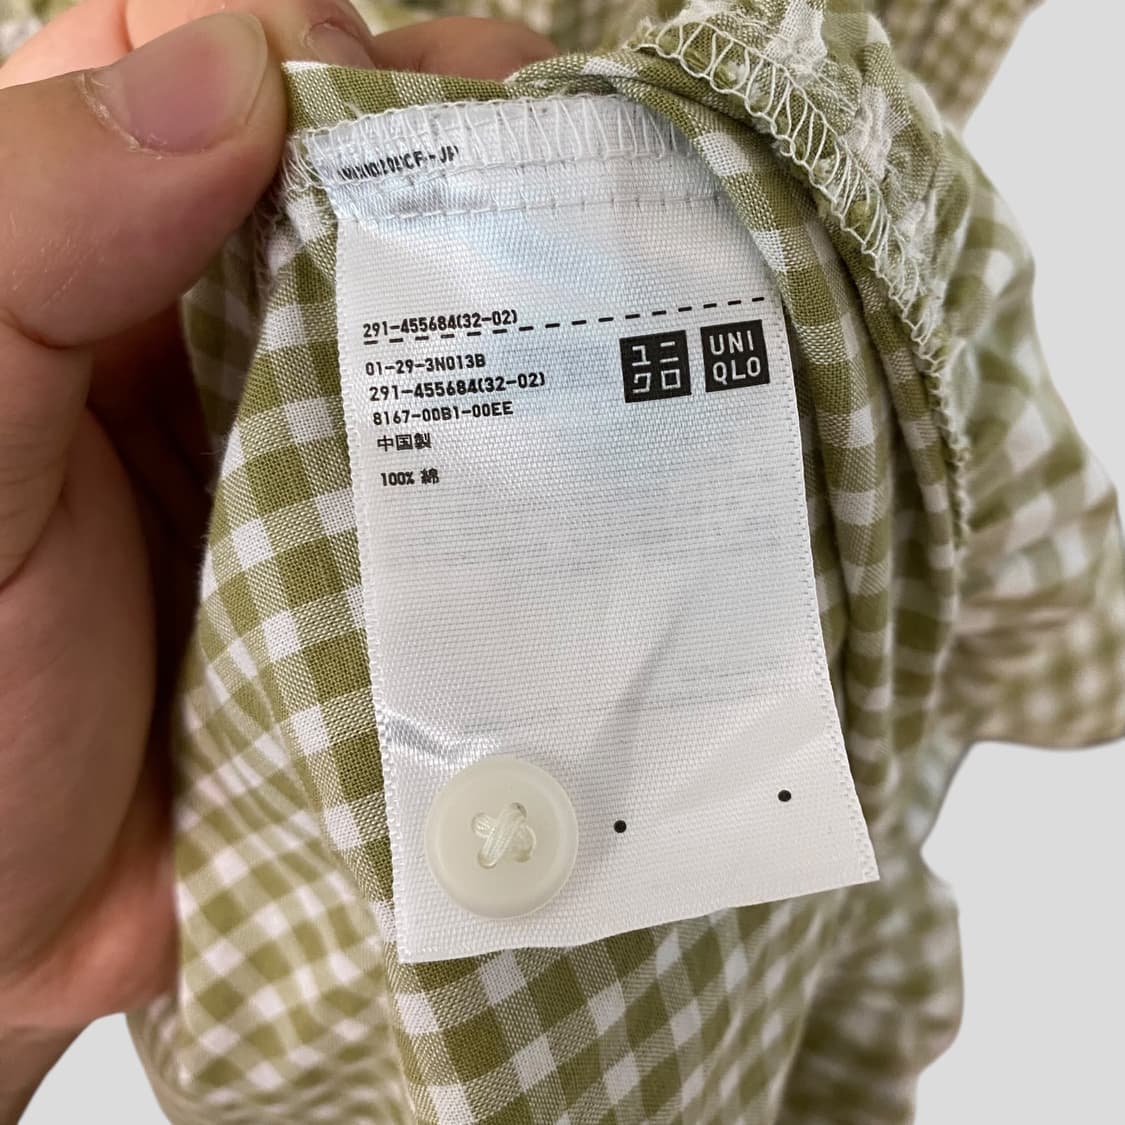 291-455684(32-02)
01-29-3N013B
291-455684(32-02)
8167-00B1-00EE
中国製
100% 綿
ユニ
クロ
UNI
QLO